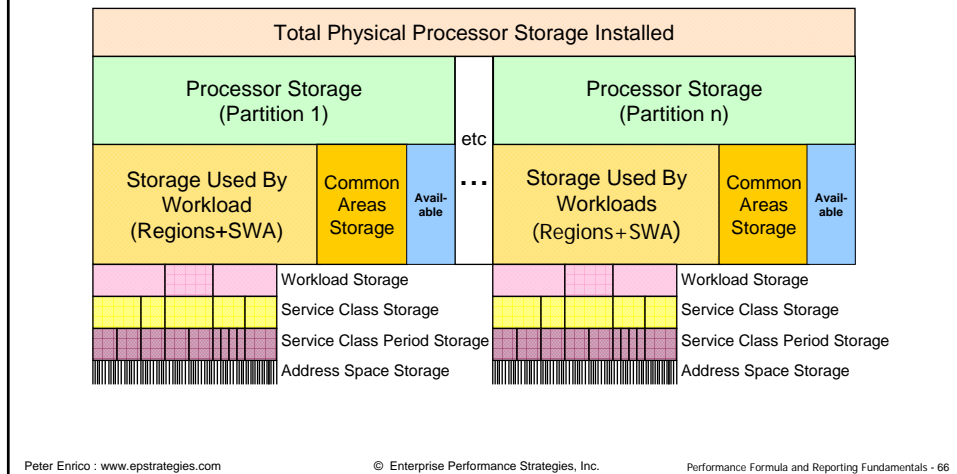 Total Physical Processor Storage Installed
Processor Storage
(Partition 1)
etc
...
Processor Storage
(Partition n)
Storage Used By
Workload
(Regions+SWA)
Common
Areas
Storage
Avail-
able
Storage Used By
Workloads
(Regions+SWA)
Common
Areas
Storage
Avail-
able
Workload Storage
Service Class Storage
Service Class Period Storage
Address Space Storage
Workload Storage
Service Class Storage
Service Class Period Storage
Address Space Storage
Peter Enrico : www.epstrategies.com
© Enterprise Performance Strategies, Inc.
Performance Formula and Reporting Fundamentals - 66